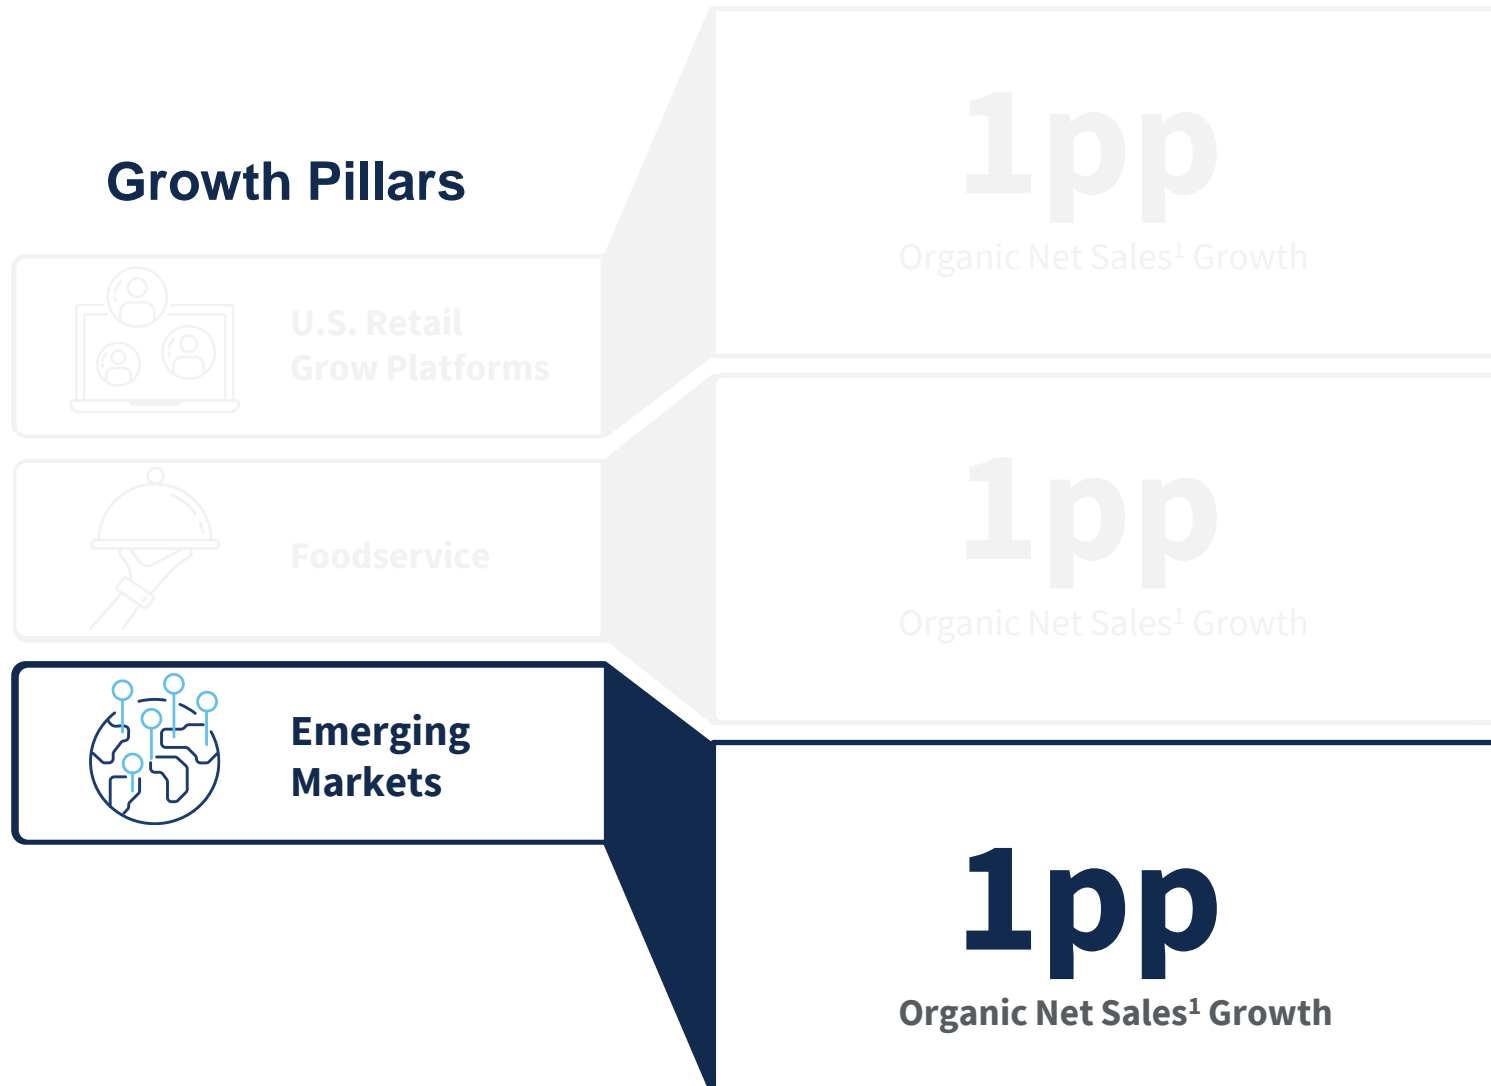 Growth Pillars
U.S. Retail
Grow Platforms
1pp
Organic Net Sales¹ Growth
Foodservice
1pp
Organic Net Sales¹ Growth
Emerging
Markets
1pp
Organic Net Sales¹ Growth